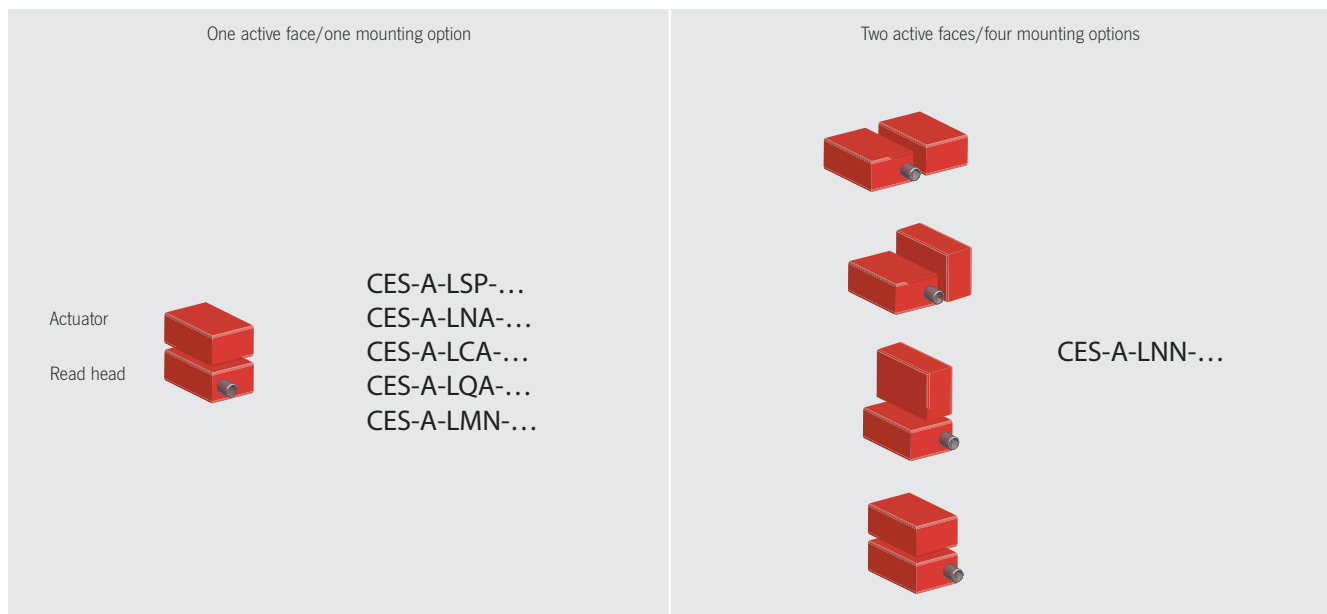 One active face/one mounting option
Actuator
Read head
CES-A-LSP-…
CES-A-LNA-…
CES-A-LCA-…
CES-A-LQA-…
CES-A-LMN-…
Two active faces/four mounting options
CES-A-LNN-…